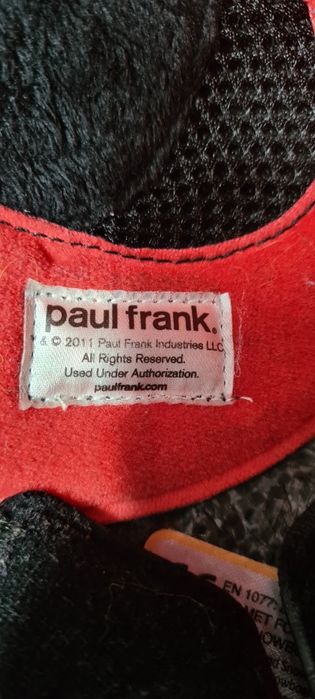 paul frank.
& © 2011 Paul Frank Industries LLC
All Rights Reserved.
Used Under Authorization.
paulfrank.com
EN 1077: